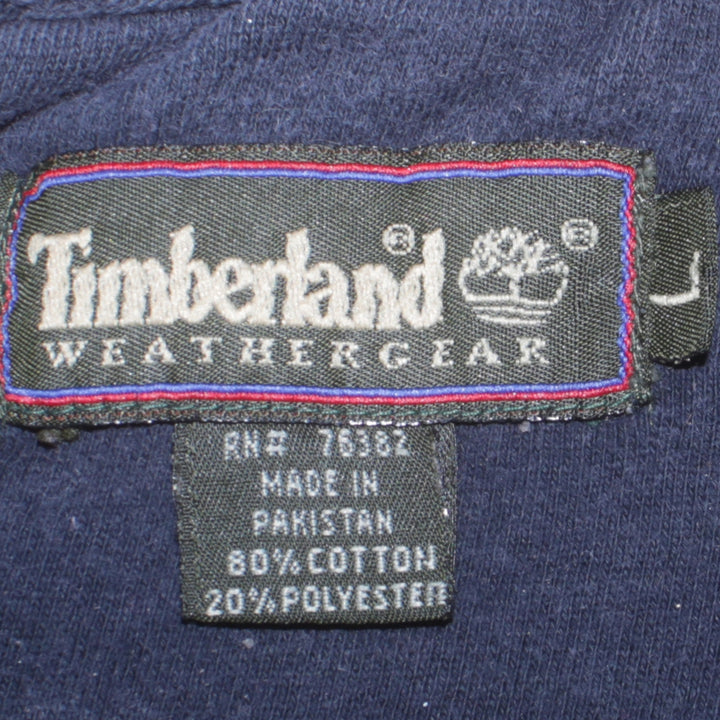 Timberland®
®
WEATHERGEAR
L
RN# 76382
MADE IN
PAKISTAN
80% COTTON
20% POLYESTER